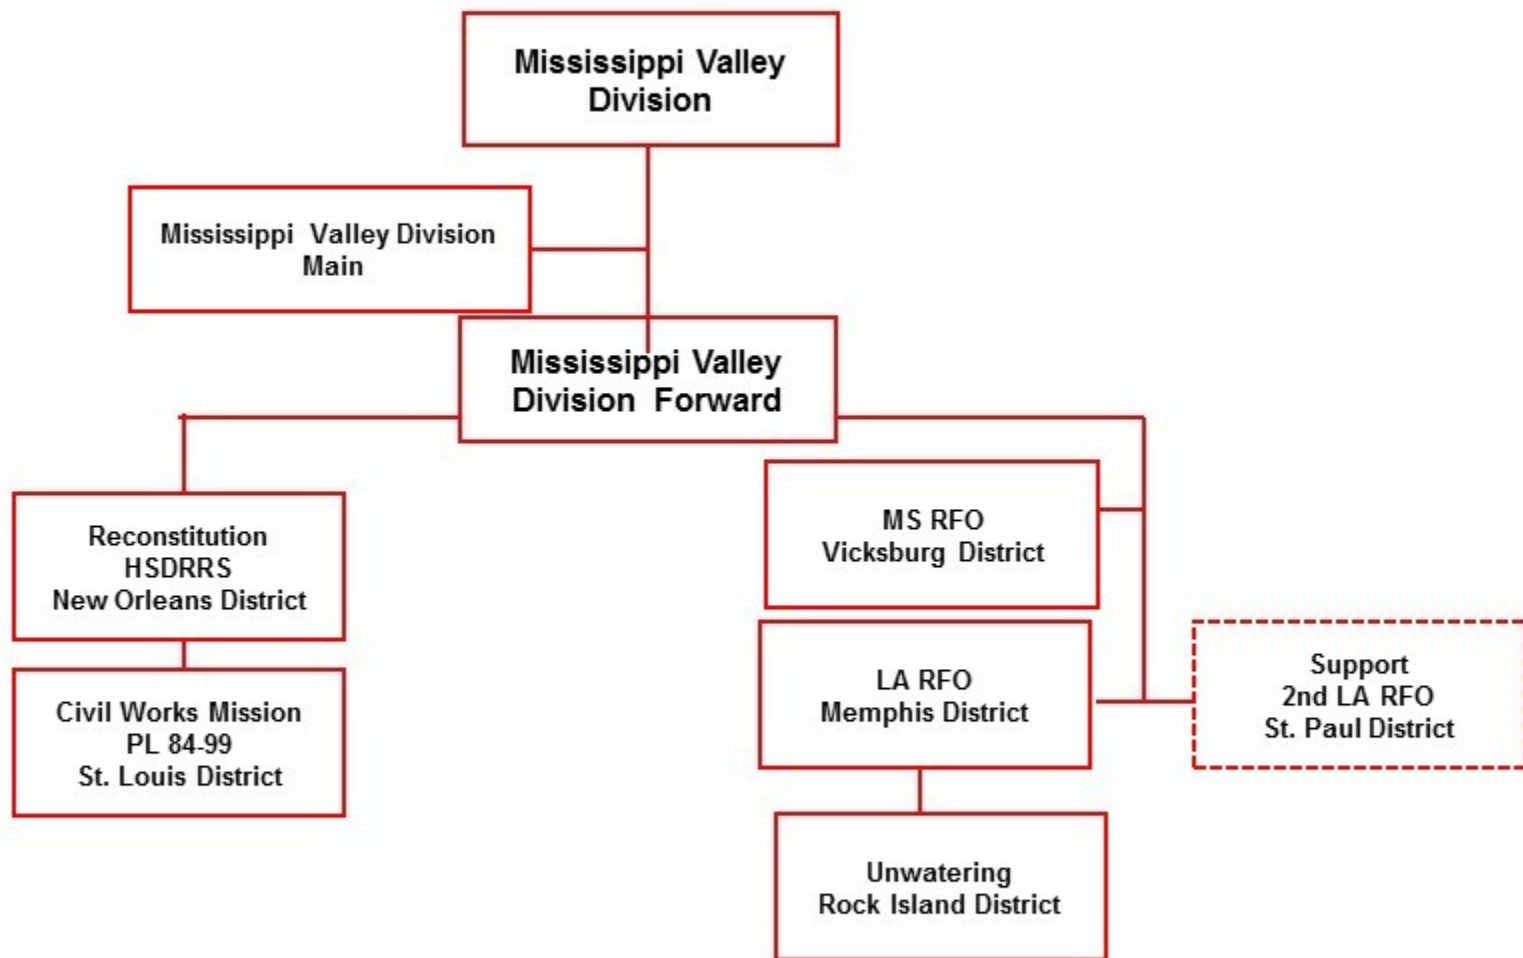 Mississippi Valley
Division
Mississippi Valley Division
Main
Mississippi Valley
Division Forward
Reconstitution
HSDRRS
New Orleans District
Civil Works Mission
PL 84-99
St. Louis District
MS RFO
Vicksburg District
LA RFO
Memphis District
Support
2nd LA RFO
St. Paul District
Unwatering
Rock Island District